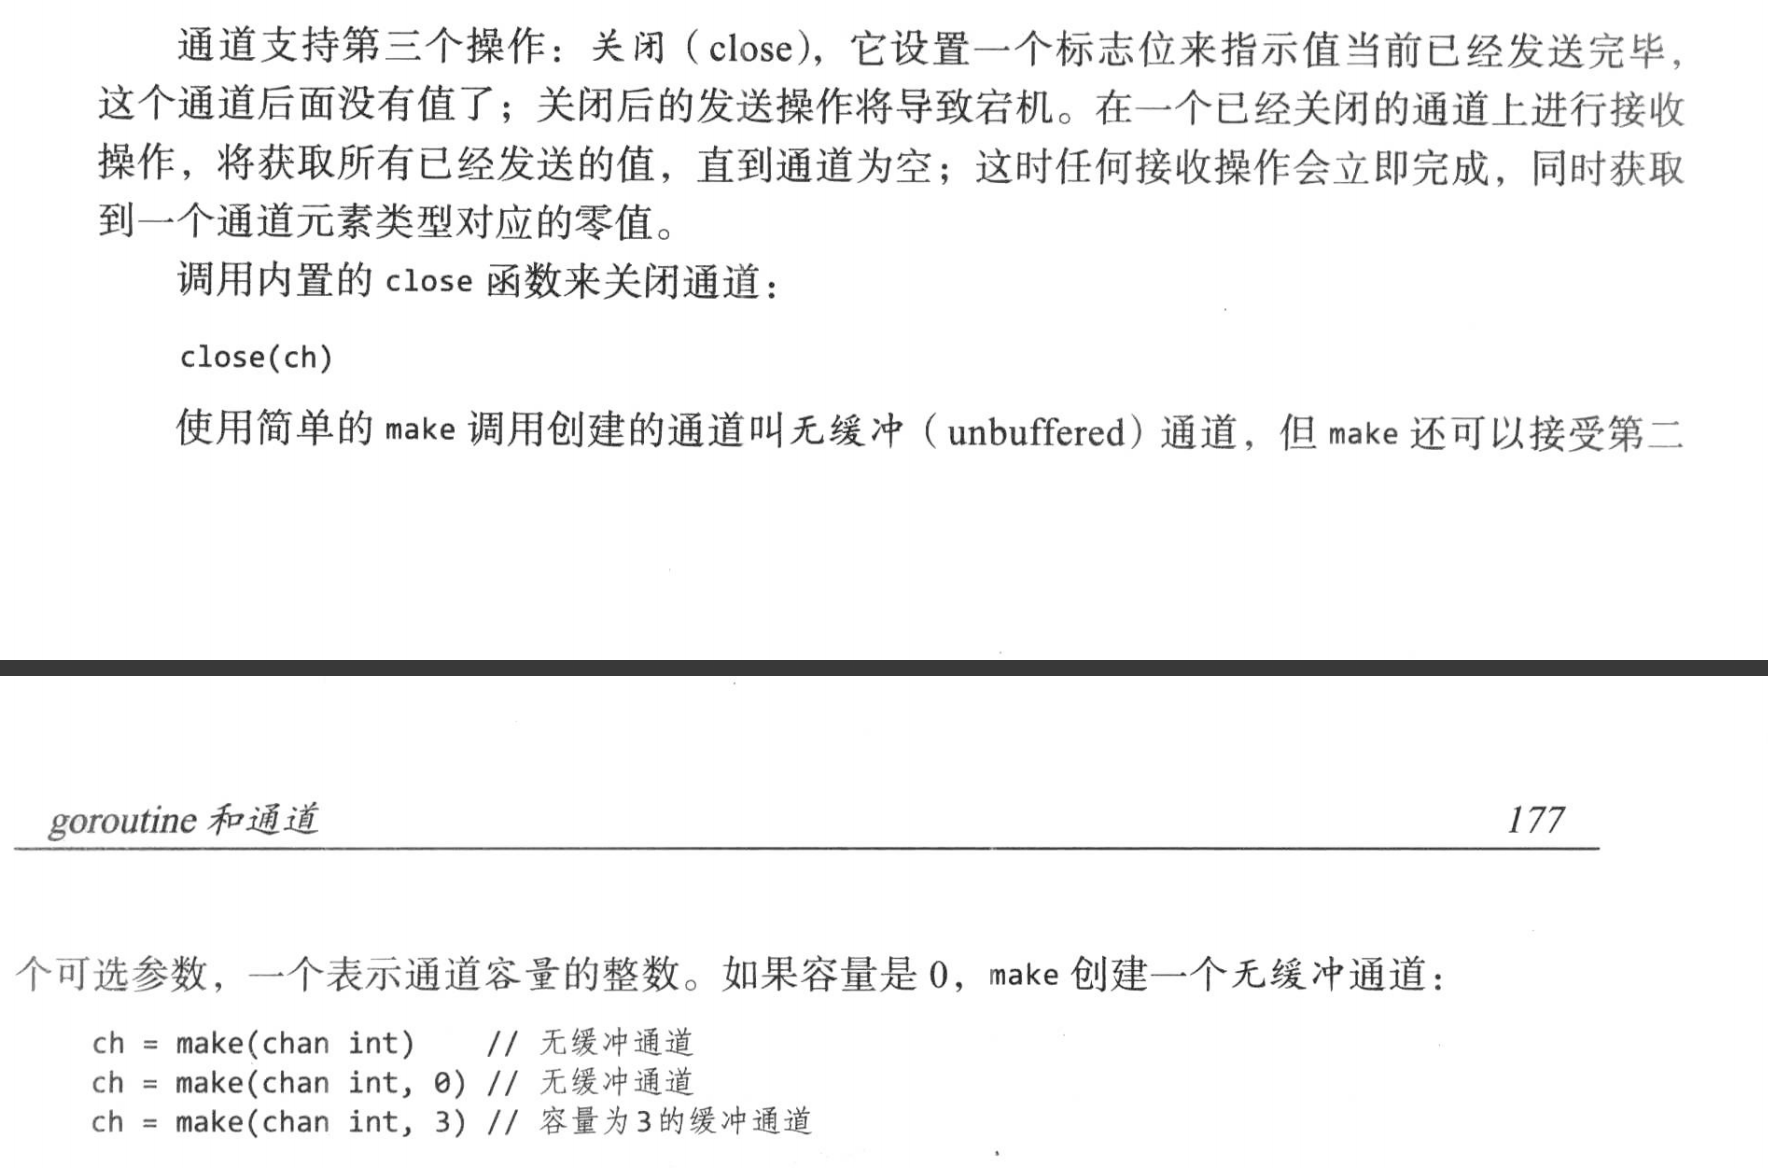 通道支持第三个操作：关闭（close），它设置一个标志位来指示值当前已经发送完毕，
这个通道后面没有值了；关闭后的发送操作将导致宕机。在一个已经关闭的通道上进行接收
操作，将获取所有已经发送的值，直到通道为空；这时任何接收操作会立即完成，同时获取
到一个通道元素类型对应的零值。
调用内置的 close 函数来关闭通道：
close(ch)
使用简单的 make 调用创建的通道叫无缓冲（unbuffered）通道，但 make 还可以接受第二
goroutine 和通道 177
个可选参数，一个表示通道容量的整数。如果容量是 0，make 创建一个无缓冲通道：
ch = make(chan int)    // 无缓冲通道
ch = make(chan int, 0) // 无缓冲通道
ch = make(chan int, 3) // 容量为3的缓冲通道